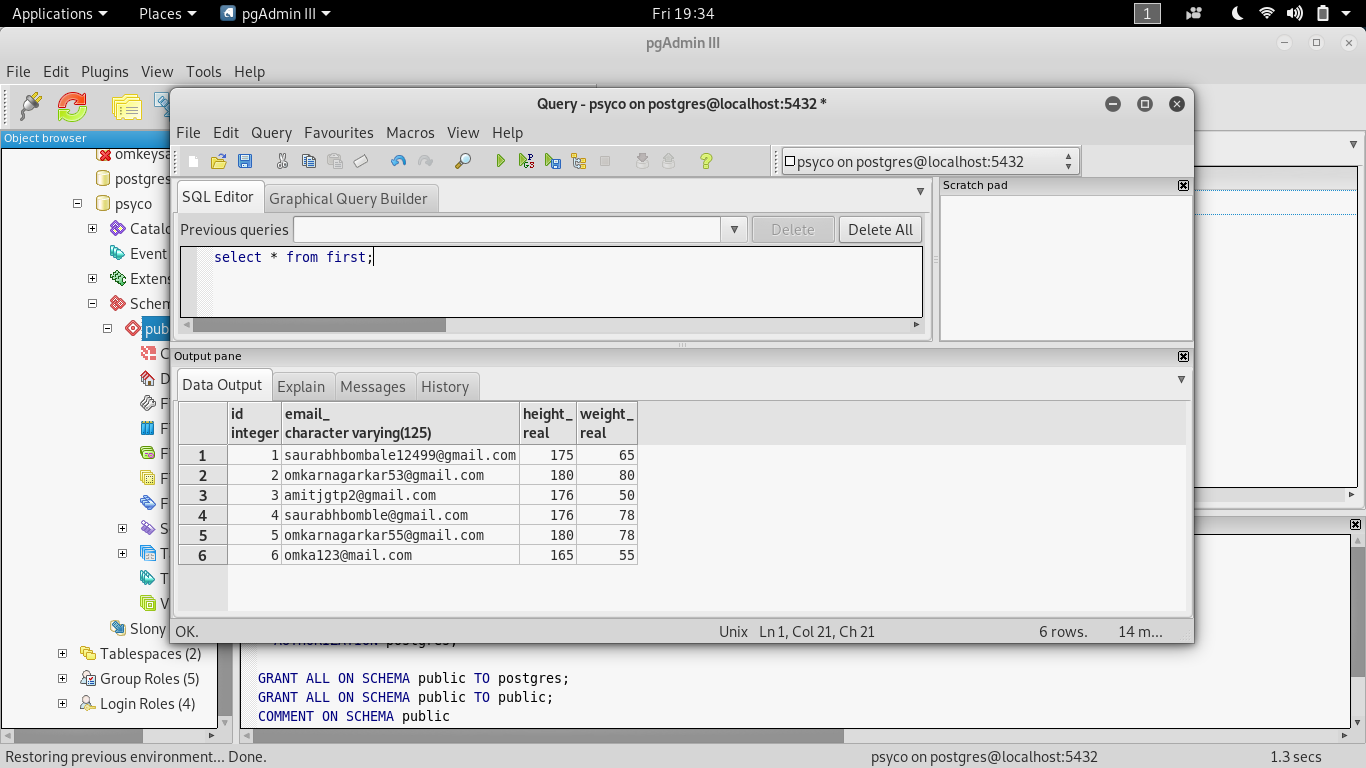 Applications Places pgAdmin III Fri 19:34 1
pgAdmin III
File Edit Plugins View Tools Help
Object browser
omkeysa
postgres
psyco
Catalo
Event
Extens
Schem
pub
C
D
F
F
F
F
F
S
T
T
V
Slony
Tablespaces (2)
Group Roles (5)
Login Roles (4)
Query - psyco on postgres@localhost:5432 *
File Edit Query Favourites Macros View Help
psyco on postgres@localhost:5432
SQL Editor Graphical Query Builder
Previous queries Delete Delete All
select * from first;
Scratch pad
Output pane
Data Output Explain Messages History
id email_ height_ weight_
integer character varying(125) real real
1 1 saurabhbombale12499@gmail.com 175 65
2 2 omkarnagarkar53@gmail.com 180 80
3 3 amitjgtp2@gmail.com 176 50
4 4 saurabhbomble@gmail.com 176 78
5 5 omkarnagarkar55@gmail.com 180 78
6 6 omka123@mail.com 165 55
OK. Unix Ln 1, Col 21, Ch 21 6 rows. 14 m...
GRANT ALL ON SCHEMA public TO postgres;
GRANT ALL ON SCHEMA public TO public;
COMMENT ON SCHEMA public
Restoring previous environment... Done. psyco on postgres@localhost:5432 1.3 secs